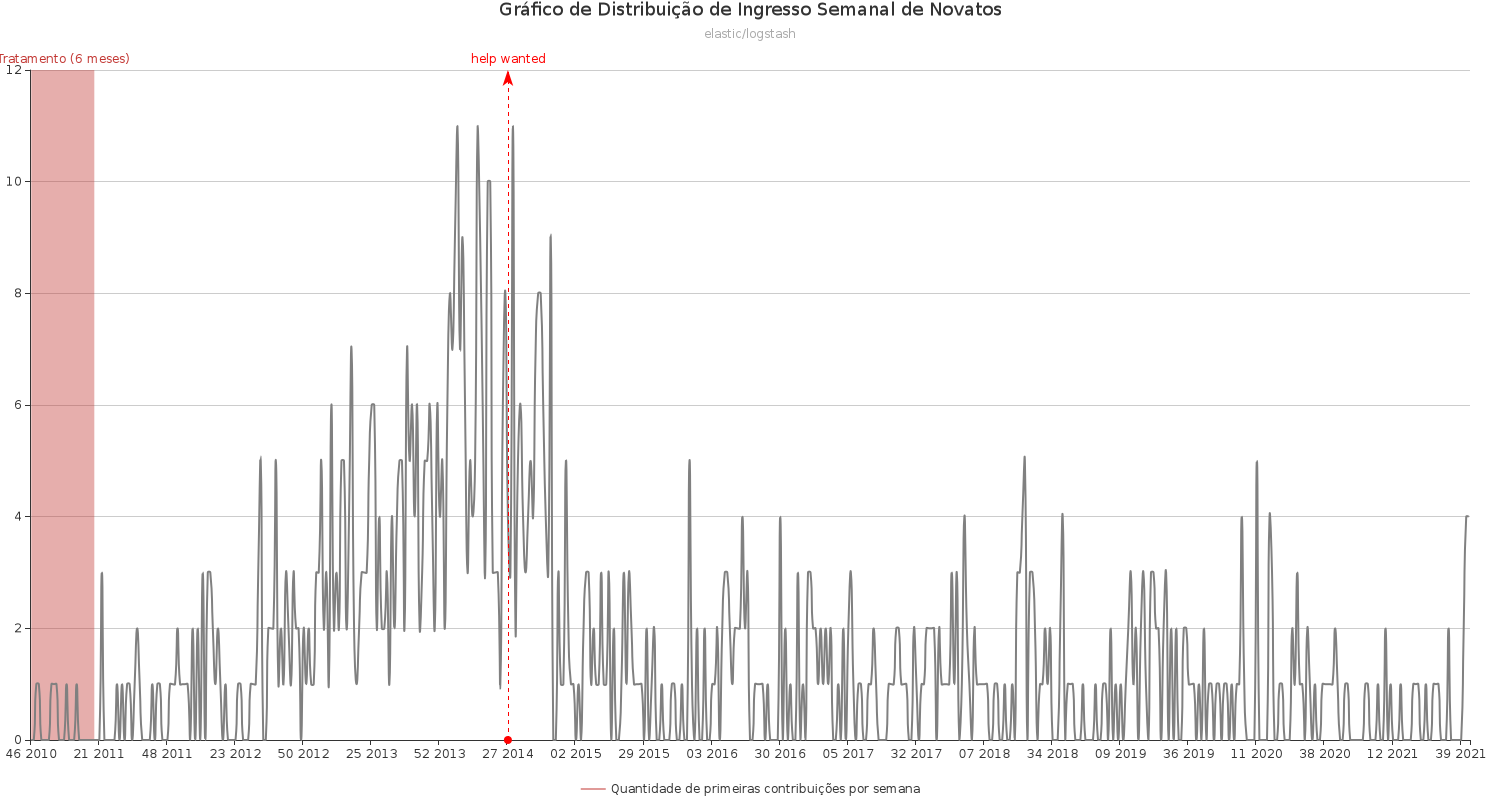 Gráfico de Distribuição de Ingresso Semanal de Novatos
elastic/logstash
Tratamento (6 meses)
help wanted
12
10
8
6
4
2
0
46 2010 21 2011 48 2011 23 2012 50 2012 25 2013 52 2013 27 2014 02 2015 29 2015 03 2016 30 2016 05 2017 32 2017 07 2018 34 2018 09 2019 36 2019 11 2020 38 2020 12 2021 39 2021
Quantidade de primeiras contribuições por semana